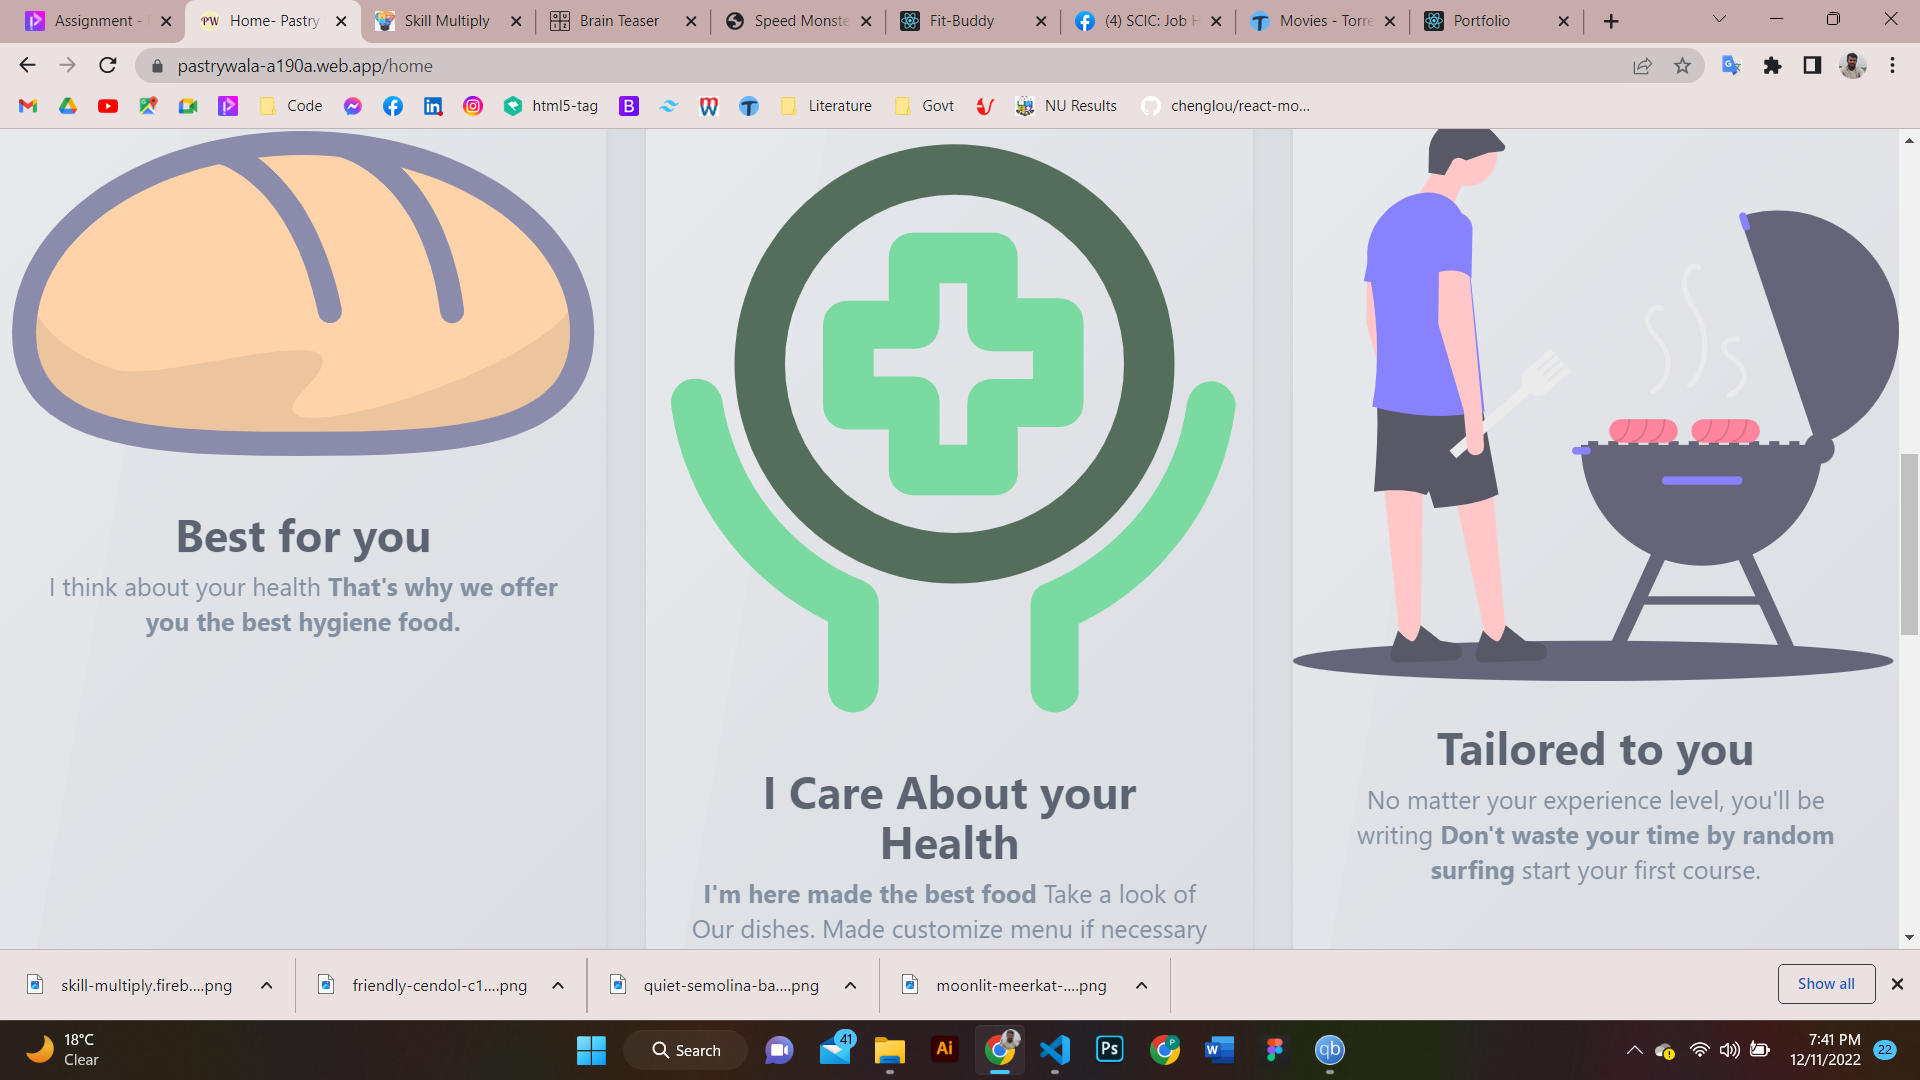 Assignment -
PW
Home- Pastry
Skill Multiply
Brain Teaser
Speed Monste
Fit-Buddy
(4) SCIC: Job H
Movies - Torre
Portfolio
pastrywala-a190a.web.app/home
Code
html5-tag
Literature
Govt
NU Results
chenglou/react-mo...
Best for you
I think about your health That's why we offer
you the best hygiene food.
I Care About your
Health
I'm here made the best food Take a look of
Our dishes. Made customize menu if necessary
Tailored to you
No matter your experience level, you'll be
writing Don't waste your time by random
surfing start your first course.
skill-multiply.fireb....png
friendly-cendol-c1....png
quiet-semolina-ba....png
moonlit-meerkat-....png
Show all
18°C
Clear
Search
41
Ai
Ps
P
W
qb
7:41 PM
12/11/2022
22